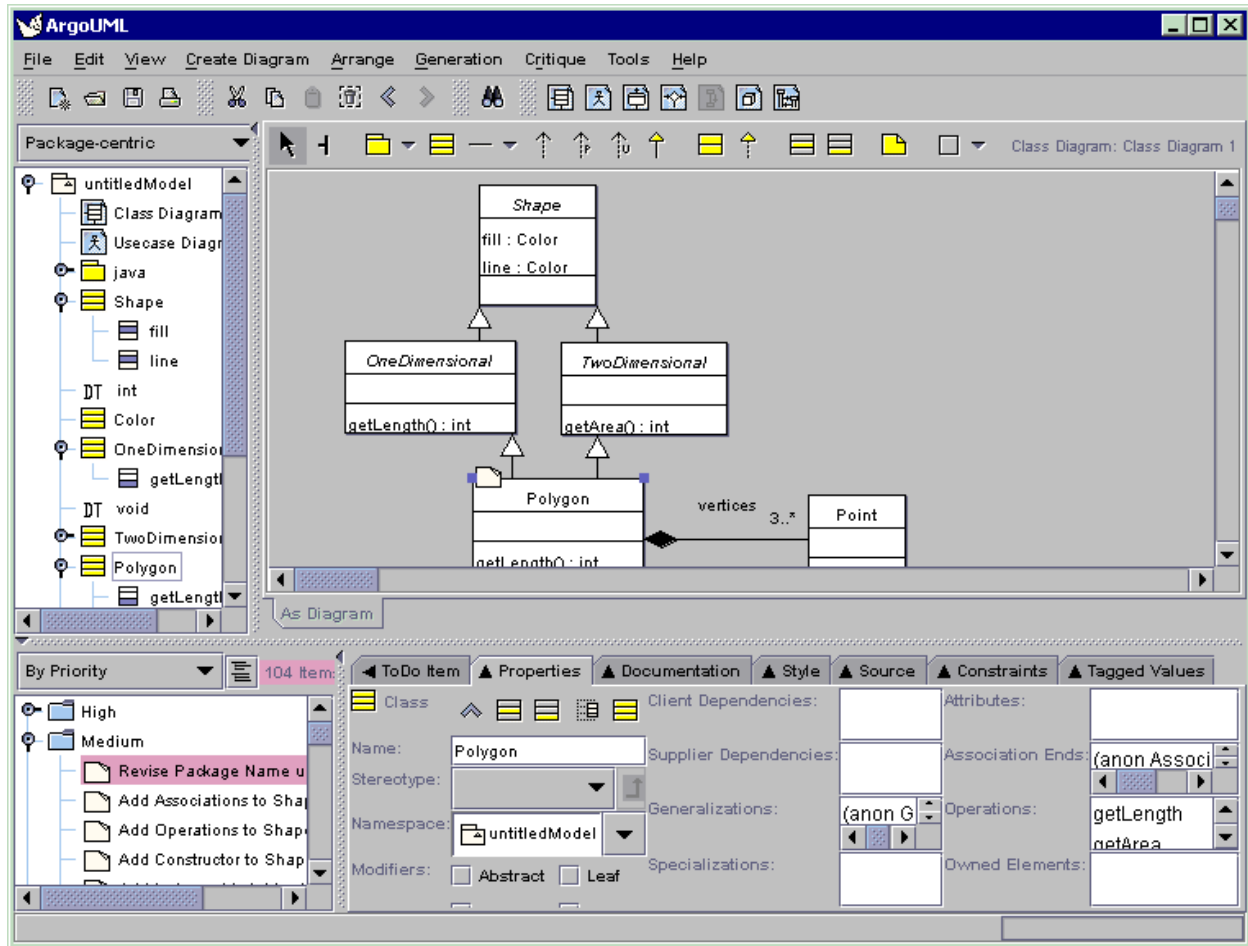 ArgoUML
File Edit View Create Diagram Arrange Generation Critique Tools Help
Package-centric
Class Diagram: Class Diagram 1
untitledModel
Class Diagram
Usecase Diagr
java
Shape
fill
line
DT int
Color
OneDimension
getLengt
DT void
TwoDimension
Polygon
getLengt
Shape
fill : Color
line : Color
OneDimensional
getLength() : int
TwoDimensional
getArea() : int
Polygon
getLength() : int
vertices
3..*
Point
As Diagram
By Priority
104 Items
High
Medium
Revise Package Name u
Add Associations to Shap
Add Operations to Shape
Add Constructor to Shap
ToDo Item Properties Documentation Style Source Constraints Tagged Values
Class
Name: Polygon
Stereotype:
Namespace: untitledModel
Modifiers: Abstract Leaf
Client Dependencies:
Supplier Dependencies:
Generalizations: (anon G
Specializations:
Attributes:
Association Ends: (anon Associ
Operations: getLength
getArea
Owned Elements: